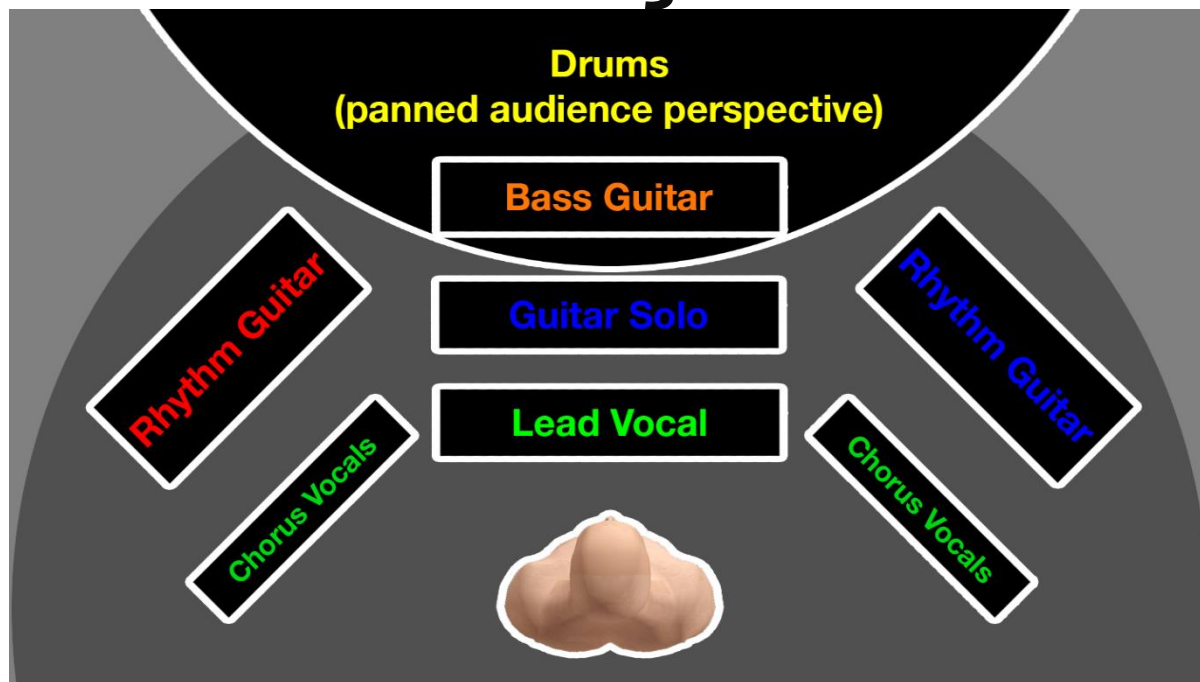 Drums
(panned audience perspective)
Bass Guitar
Rhythm Guitar
Guitar Solo
Rhythm Guitar
Lead Vocal
Chorus Vocals
Chorus Vocals